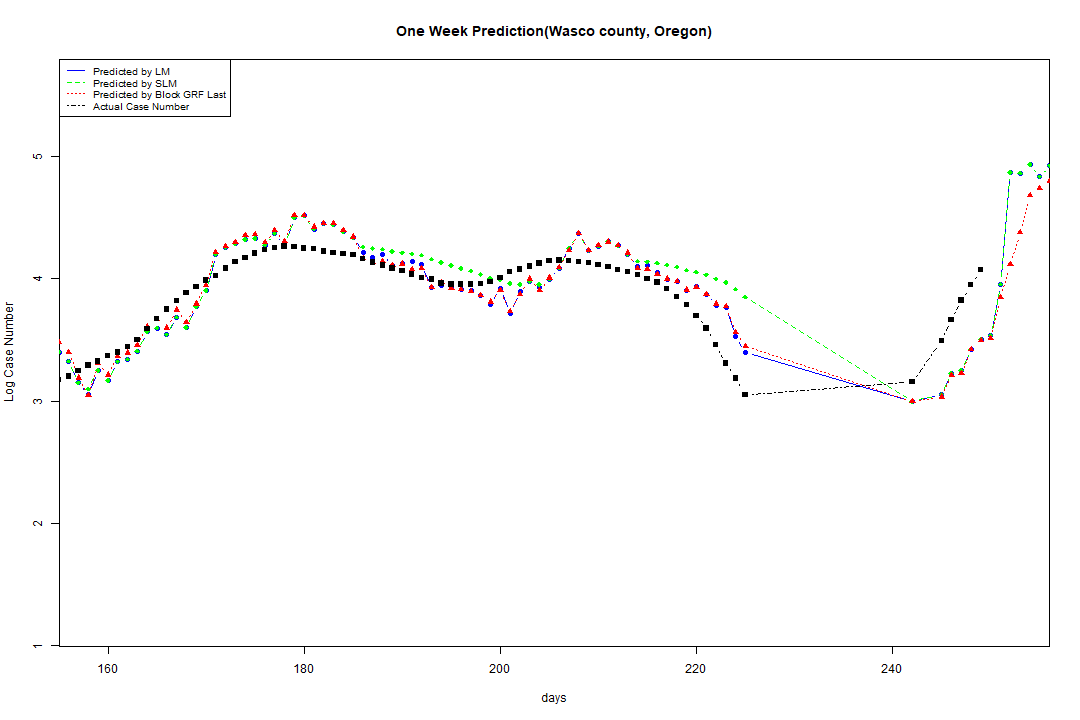 One Week Prediction(Wasco county, Oregon)
Predicted by LM
Predicted by SLM
Predicted by Block GRF Last
Actual Case Number
5
4
3
2
1
Log Case Number
160 180 200 220 240
days